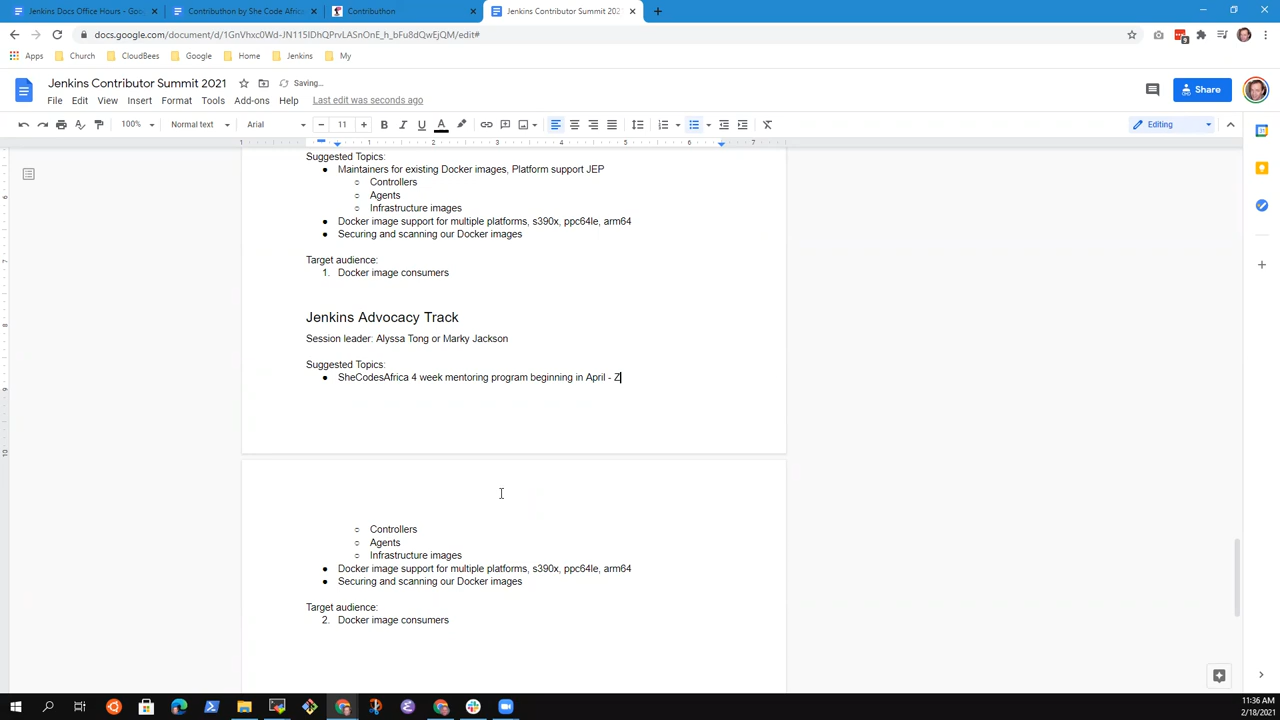 Jenkins Docs Office Hours - Goo
Contributhon by She Code Africa
Contributhon
Jenkins Contributor Summit 202
docs.google.com/document/d/1GnVhxc0Wd-JN115IDhQPrvLASnOnE_h_bFu8dQwEjQM/edit#
Apps
Church
CloudBees
Google
Home
Jenkins
My
Jenkins Contributor Summit 2021
Saving...
File Edit View Insert Format Tools Add-ons Help Last edit was seconds ago
Share
100% Normal text Arial 11 Editing
Suggested Topics:
● Maintainers for existing Docker images, Platform support JEP
○ Controllers
○ Agents
○ Infrastructure images
● Docker image support for multiple platforms, s390x, ppc64le, arm64
● Securing and scanning our Docker images
Target audience:
1. Docker image consumers
Jenkins Advocacy Track
Session leader: Alyssa Tong or Marky Jackson
Suggested Topics:
● SheCodesAfrica 4 week mentoring program beginning in April - Z
○ Controllers
○ Agents
○ Infrastructure images
● Docker image support for multiple platforms, s390x, ppc64le, arm64
● Securing and scanning our Docker images
Target audience:
2. Docker image consumers
11:36 AM
2/18/2021